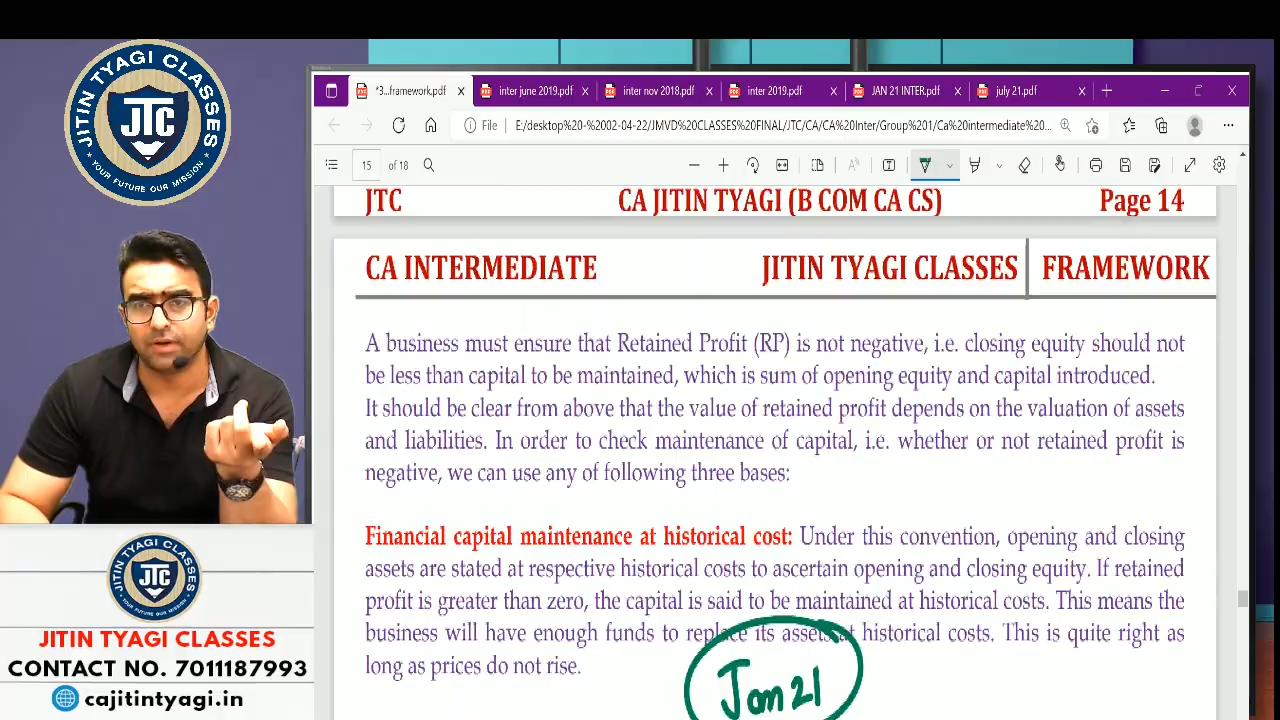 JITIN TYAGI CLASSES
JTC
YOUR FUTURE OUR MISSION
*3...framework.pdf
inter june 2019.pdf
inter nov 2018.pdf
inter 2019.pdf
JAN 21 INTER.pdf
july 21.pdf
File
E:/desktop%20-%2002-04-22/JMVD%20CLASSES%20FINAL/JTC/CA/CA%20Inter/Group%201/Ca%20intermediate%20...
15
of 18
JTC
CA JITIN TYAGI (B COM CA CS)
Page 14
CA INTERMEDIATE
JITIN TYAGI CLASSES
FRAMEWORK
A business must ensure that Retained Profit (RP) is not negative, i.e. closing equity should not
be less than capital to be maintained, which is sum of opening equity and capital introduced.
It should be clear from above that the value of retained profit depends on the valuation of assets
and liabilities. In order to check maintenance of capital, i.e. whether or not retained profit is
negative, we can use any of following three bases:
Financial capital maintenance at historical cost: Under this convention, opening and closing
assets are stated at respective historical costs to ascertain opening and closing equity. If retained
profit is greater than zero, the capital is said to be maintained at historical costs. This means the
business will have enough funds to replace its assets at historical costs. This is quite right as
long as prices do not rise.
Jan 21
JITIN TYAGI CLASSES
JTC
YOUR FUTURE OUR MISSION
JITIN TYAGI CLASSES
CONTACT NO. 7011187993
cajitintyagi.in